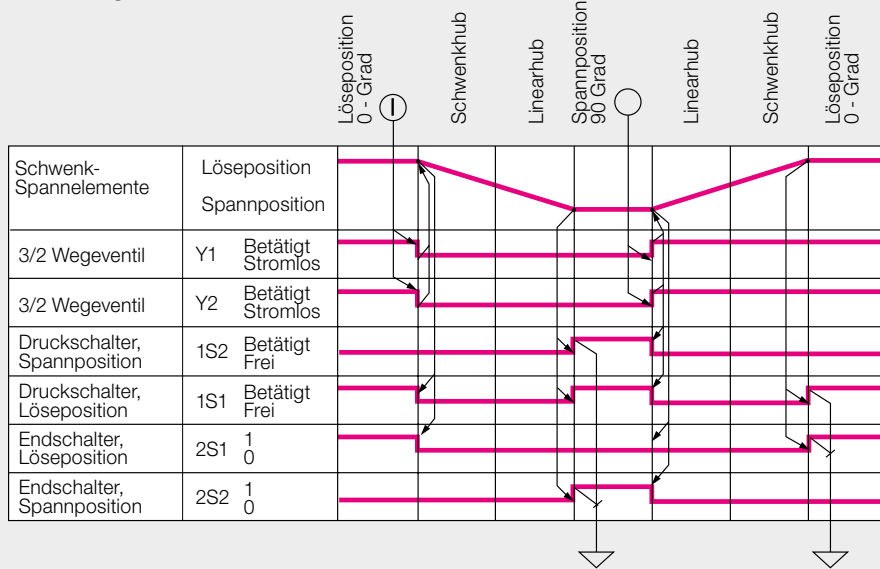 Löseposition
0 - Grad
I
Schwenkhub
Linearhub
Spannposition
90 Grad
Linearhub
Schwenkhub
Löseposition
0 - Grad
Schwenk-
Spannelemente
Löseposition
Spannposition
3/2 Wegeventil
Y1
Betätigt
Stromlos
3/2 Wegeventil
Y2
Betätigt
Stromlos
Druckschalter,
Spannposition
1S2
Betätigt
Frei
Druckschalter,
Löseposition
1S1
Betätigt
Frei
Endschalter,
Löseposition
2S1
1
0
Endschalter,
Spannposition
2S2
1
0